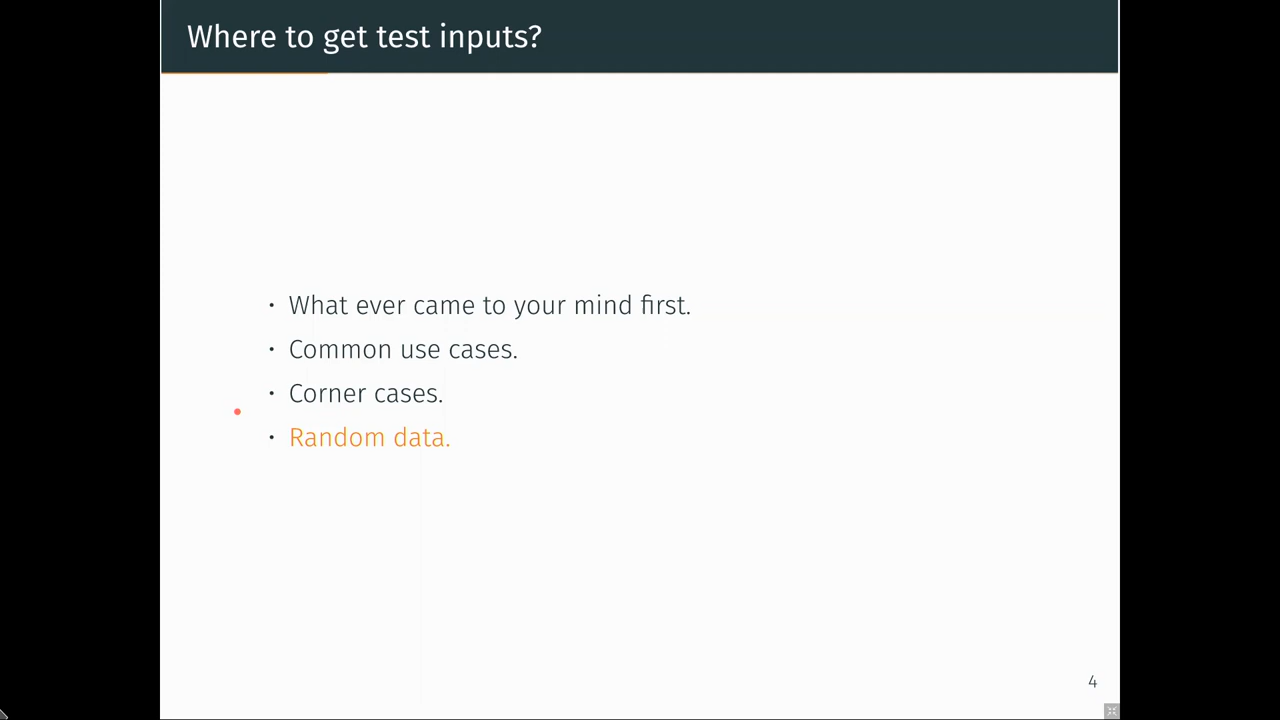 Where to get test inputs?
• What ever came to your mind first.
• Common use cases.
• Corner cases.
• Random data.
4